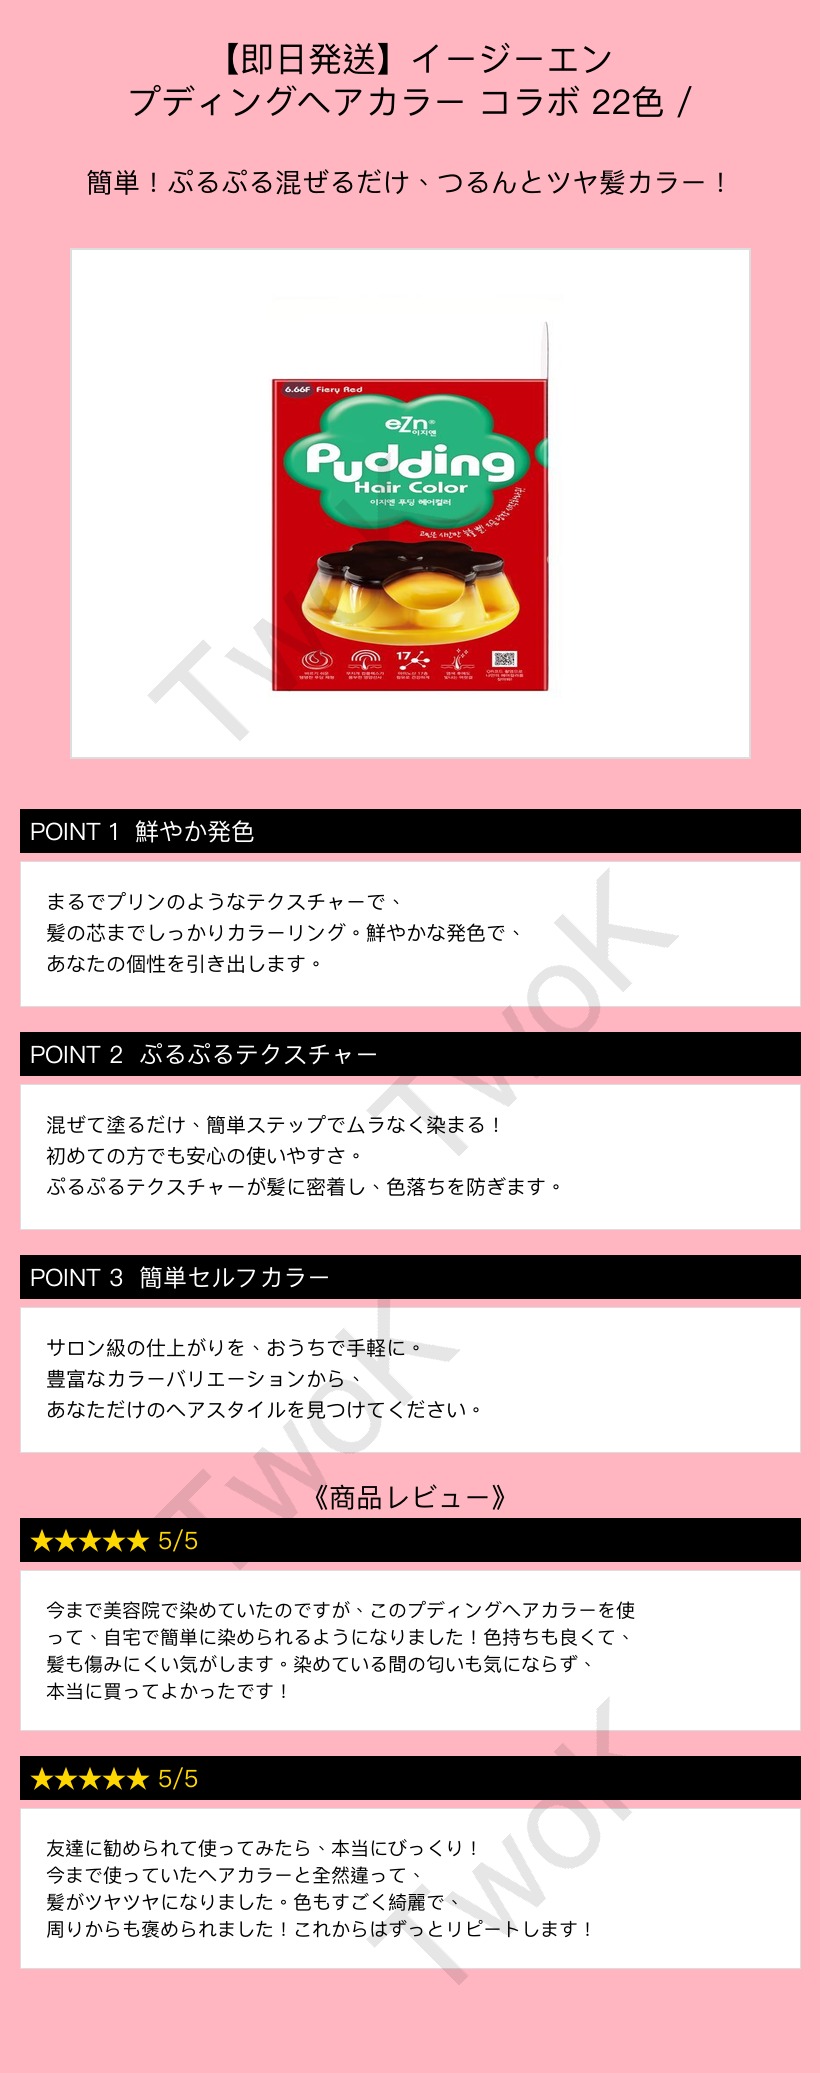 【即日発送】イージーエン
プディングヘアカラー コラボ 22色 /
簡単！ぷるぷる混ぜるだけ、つるんとツヤ髪カラー！
6.66F Fiery Red
eZn®
이지엔
Pudding
Hair Color
이지엔 푸딩 헤어컬러
17
TwoK
POINT 1 鮮やか発色
まるでプリンのようなテクスチャーで、
髪の芯までしっかりカラーリング。鮮やかな発色で、
あなたの個性を引き出します。
TwoK
POINT 2 ぷるぷるテクスチャー
混ぜて塗るだけ、簡単ステップでムラなく染まる！
初めての方でも安心の使いやすさ。
ぷるぷるテクスチャーが髪に密着し、色落ちを防ぎます。
POINT 3 簡単セルフカラー
サロン級の仕上がりを、おうちで手軽に。
豊富なカラーバリエーションから、
あなただけのヘアスタイルを見つけてください。
TwoK
《商品レビュー》
★★★★★ 5/5
今まで美容院で染めていたのですが、このプディングヘアカラーを使
って、自宅で簡単に染められるようになりました！色持ちも良くて、
髪も傷みにくい気がします。染めている間の匂いも気にならず、
本当に買ってよかったです！
★★★★★ 5/5
友達に勧められて使ってみたら、本当にびっくり！
今まで使っていたヘアカラーと全然違って、
髪がツヤツヤになりました。色もすごく綺麗で、
周りからも褒められました！これからはずっとリピートします！
TwoK